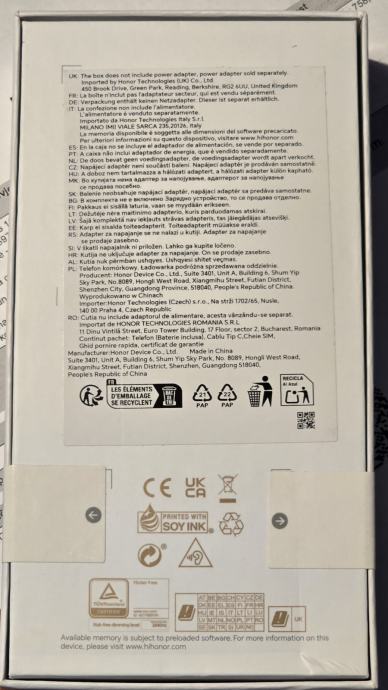 UK: The box does not include power adapter, power adapter sold separately.
Imported by Honor Technologies (UK) Co., Ltd.
450 Brook Drive, Green Park, Reading, Berkshire, RG2 6UU, United Kingdom
FR: La boîte n'inclut pas l'adaptateur secteur, qui est vendu séparément.
DE: Verpackung enthält keinen Netzadapter. Dieser ist separat erhältlich.
IT: La confezione non include l'alimentatore.
L'alimentatore è venduto separatamente.
Importato da Honor Technologies Italy S.r.l.
MILANO (MI) VIALE SARCA 235, 20126, Italy
La memoria disponibile è soggetta alle dimensioni del software precaricato.
Per ulteriori informazioni su questo dispositivo, visitare www.hihonor.com
ES: En la caja no se incluye el adaptador de alimentación, se vende por separado.
PT: A caixa não inclui adaptador de energia, que é vendido separadamente.
NL: De doos bevat geen voedingsadapter, de voedingsadapter wordt apart verkocht.
CZ: Napájecí adaptér není součástí balení. Napájecí adaptér je prodáván samostatně.
HU: A doboz nem tartalmazza a hálózati adaptert, a hálózati adapter külön kapható.
MK: Во кутијата нема адаптер за напојување, адаптерот за напојување
се продава посебно.
SK: Balenie neobsahuje napájací adaptér, napájací adaptér sa predáva samostatne.
BG: В комплекта не е включено Зарядно устройство, то се продава отделно.
FI: Pakkaus ei sisällä laturia, vaan se myydään erikseen.
LT: Dėžutėje nėra maitinimo adapterio, kuris parduodamas atskirai.
LV: Šajā komplektā nav iekļauts strāvas adapteris, tas jāiegādājas atsevišķi.
EE: Karp ei sisalda toiteadapterit. Toiteadapterit müüakse eraldi.
RS: Adapter za napajanje se ne nalazi u kutiji. Adapter za napajanje
se prodaje zasebno.
SI: V škatli napajalnik ni priložen. Lahko ga kupite ločeno.
HR: Kutija ne uključuje adapter za napajanje. On se prodaje zasebno.
AL: Kutia nuk përmban ushqyes. Ushqyesi shitet veçmas.
PL: Telefon komórkowy. Ładowarka podróżna sprzedawana oddzielnie.
Producent: Honor Device Co., Ltd., Suite 3401, Unit A, Building 6, Shum Yip
Sky Park, No.8089, Hongli West Road, Xiangmihu Street, Futian District,
Shenzhen City, Guangdong Province, 518040, People's Republic of China.
Wyprodukowano w Chinach
Importer: Honor Technologies (Czech) s.r.o., Na strži 1702/65, Nusle,
140 00 Praha 4, Czech Republic
RO: Cutia nu include adaptorul de alimentare, acesta vânzându-se separat.
Importat de HONOR TECHNOLOGIES ROMANIA S.R.L.
11 Dinu Vintilă Street, Euro Tower Building, 17 Floor, sector 2, Bucharest, Romania
Continut pachet: Telefon (Baterie inclusa), Cablu Tip C, Cheie SIM,
Ghid pornire rapida, certificat de garantie
Manufacturer: Honor Device Co., Ltd. Made in China
Suite 3401, Unit A, Building 6, Shum Yip Sky Park, No. 8089, Hongli West Road,
Xiangmihu Street, Futian District, Shenzhen, Guangdong 518040,
People's Republic of China
FR
LES ÉLÉMENTS
D'EMBALLAGE
SE RECYCLENT
21
PAP
22
PAP
RECICLA
Al Azul
CE
UK
CA
PRINTED WITH
SOY INK
TÜVRheinland
CERTIFIED
Flicker Free
AT BE BG CH CY CZ DE
UK
Available memory is subject to preloaded software. For more information on this
device, please visit www.hihonor.com